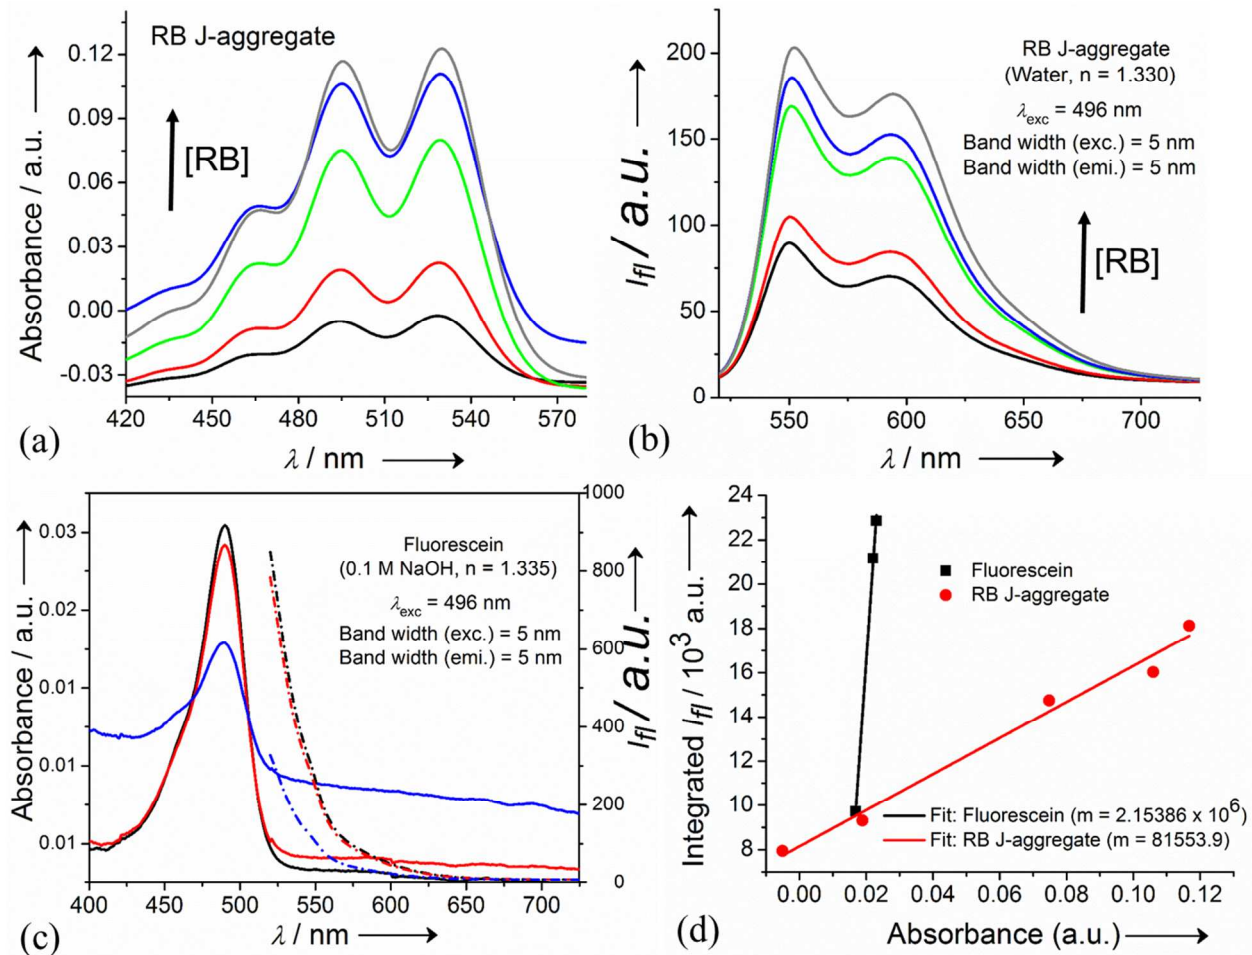 RB J-aggregate
[RB]
Absorbance / a.u.
0.12
0.09
0.06
0.03
0.00
-0.03
420 450 480 510 540 570
λ / nm
(a)
RB J-aggregate
(Water, n = 1.330)
λexc = 496 nm
Band width (exc.) = 5 nm
Band width (emi.) = 5 nm
[RB]
Ifl / a.u.
200
150
100
50
0
550 600 650 700
λ / nm
(b)
Fluorescein
(0.1 M NaOH, n = 1.335)
λexc = 496 nm
Band width (exc.) = 5 nm
Band width (emi.) = 5 nm
Absorbance / a.u.
0.03
0.02
0.01
0.01
0.01
1000
800
600
400
200
0
Ifl / a.u.
400 450 500 550 600 650 700
λ / nm
(c)
Integrated Ifl / 10³ a.u.
24
22
20
18
16
14
12
10
8
Fluorescein
RB J-aggregate
Fit: Fluorescein (m = 2.15386 x 10⁶)
Fit: RB J-aggregate (m = 81553.9)
0.00 0.02 0.04 0.06 0.08 0.10 0.12
Absorbance (a.u.)
(d)